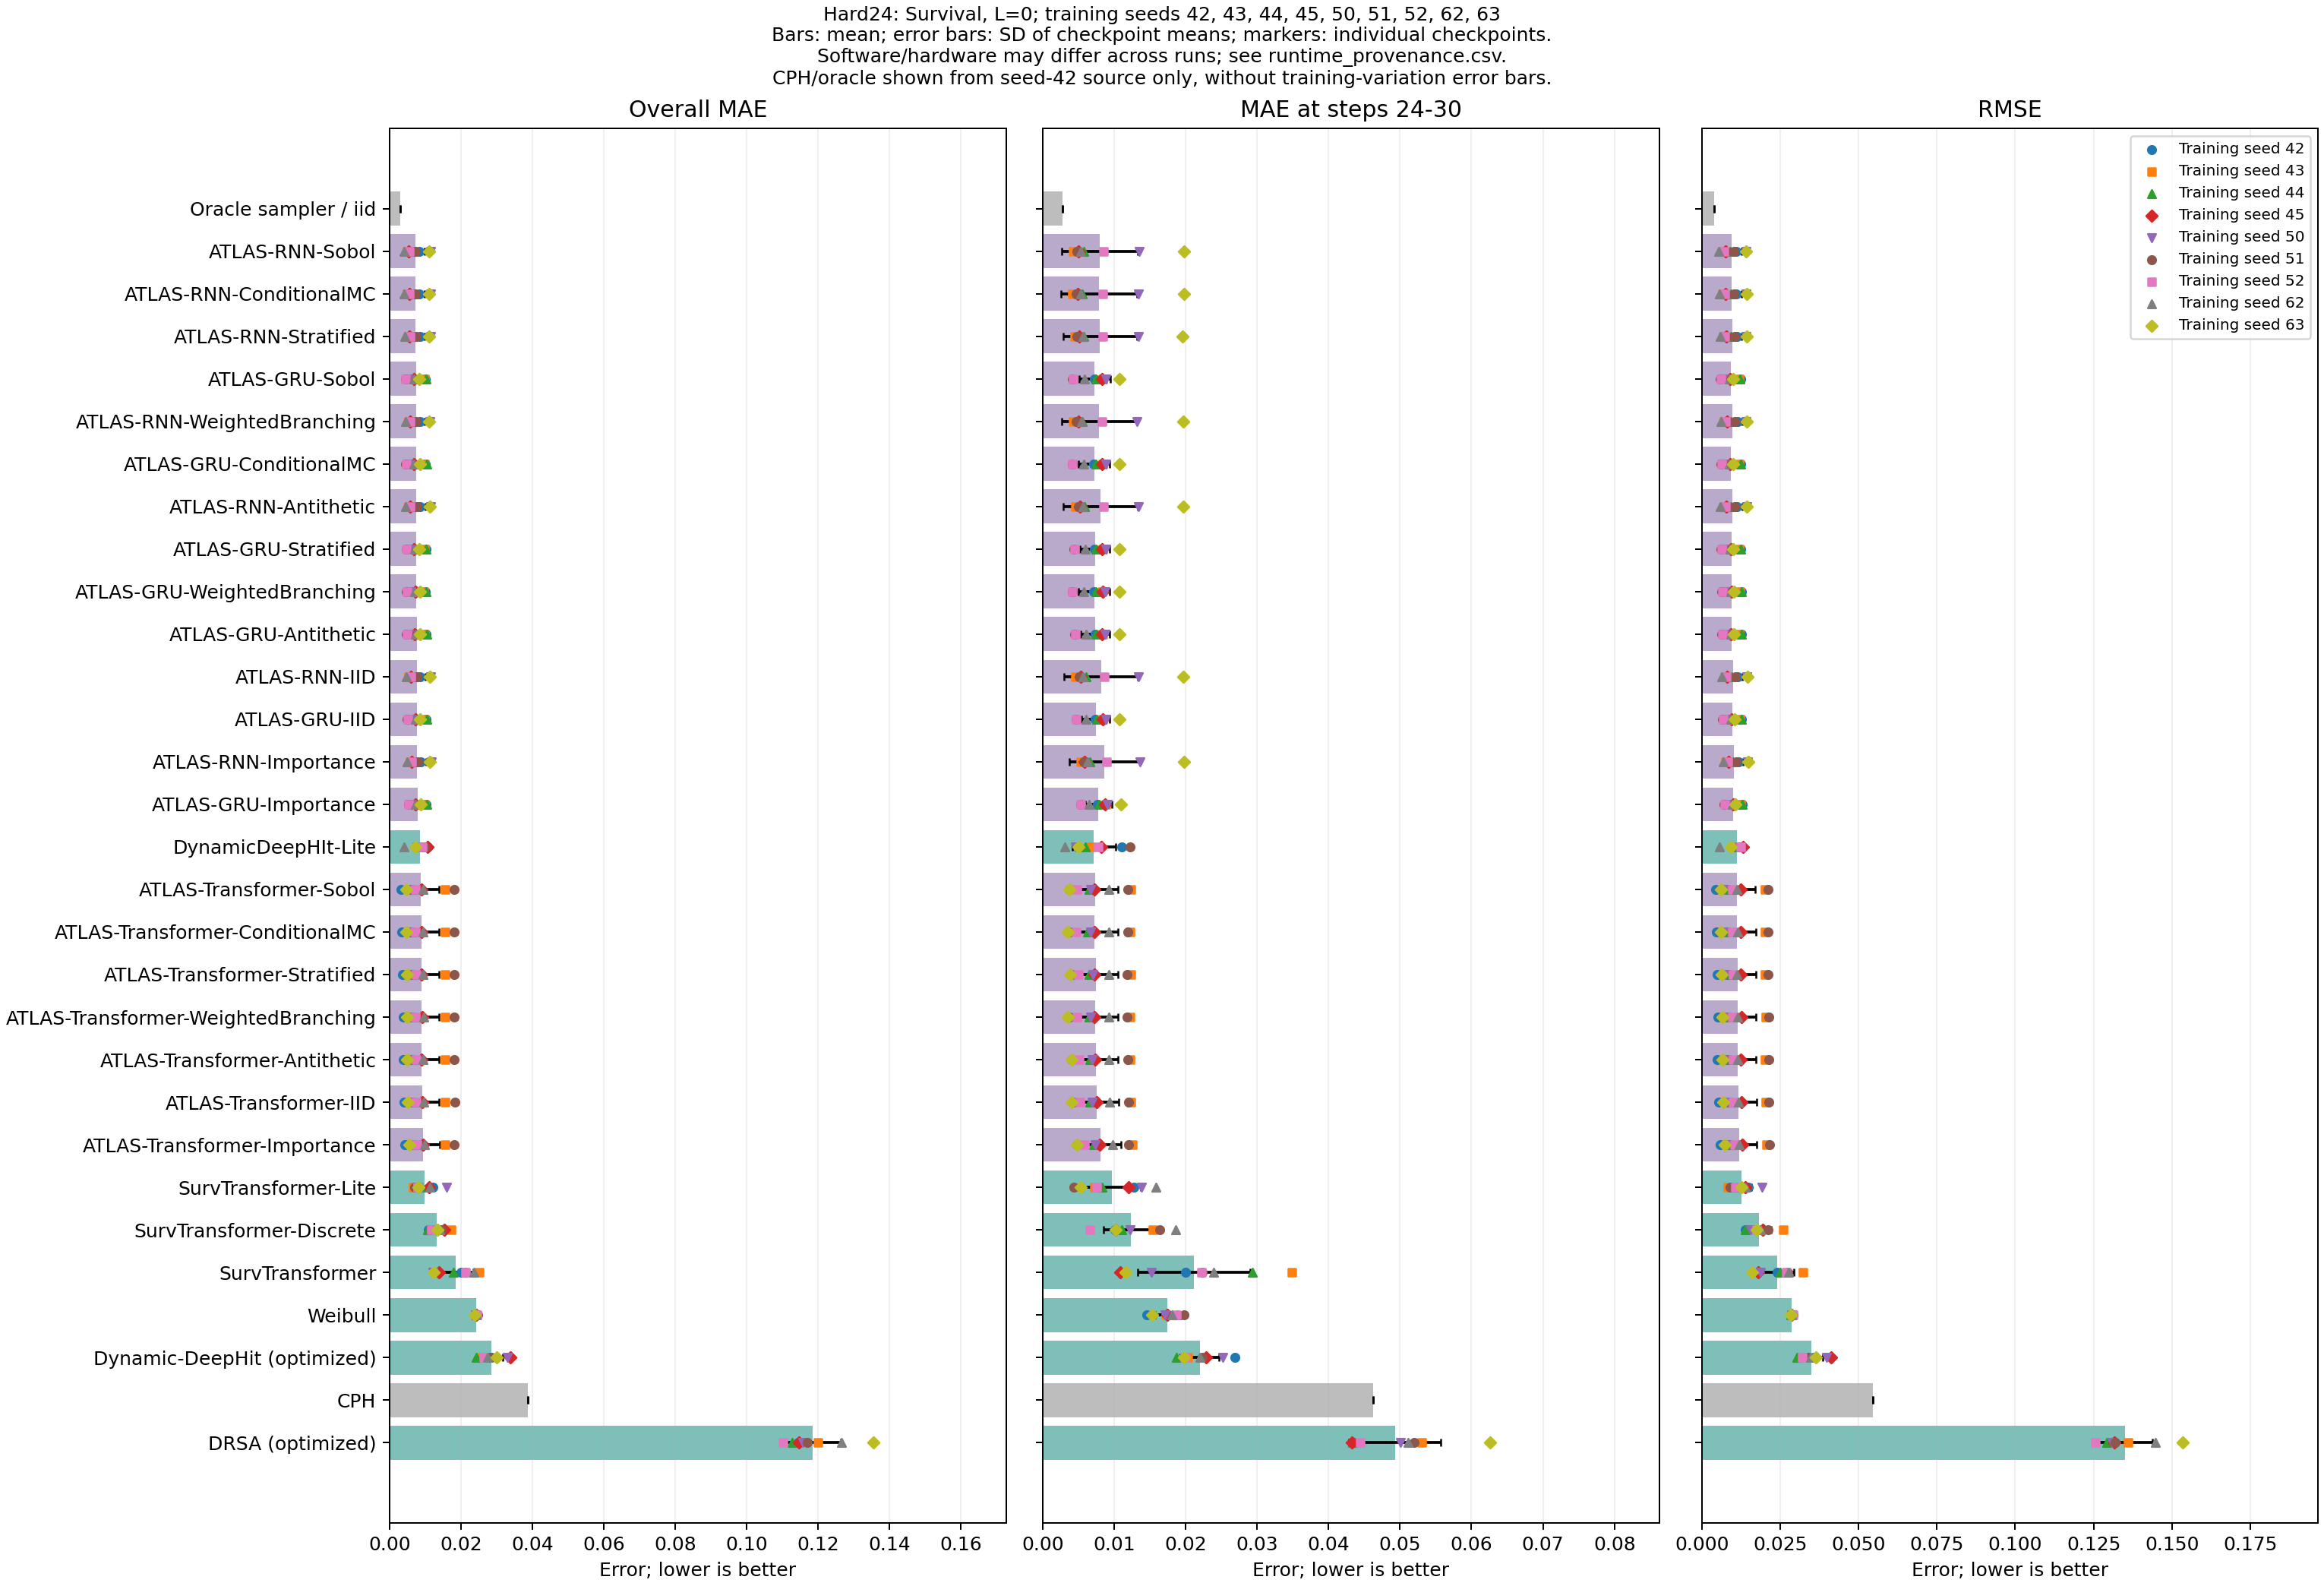 Hard24: Survival, L=0; training seeds 42, 43, 44, 45, 50, 51, 52, 62, 63
Bars: mean; error bars: SD of checkpoint means; markers: individual checkpoints.
Software/hardware may differ across runs; see runtime_provenance.csv.
CPH/oracle shown from seed-42 source only, without training-variation error bars.
Overall MAE
MAE at steps 24-30
RMSE
Training seed 42
Training seed 43
Training seed 44
Training seed 45
Training seed 50
Training seed 51
Training seed 52
Training seed 62
Training seed 63
Oracle sampler / iid
ATLAS-RNN-Sobol
ATLAS-RNN-ConditionalMC
ATLAS-RNN-Stratified
ATLAS-GRU-Sobol
ATLAS-RNN-WeightedBranching
ATLAS-GRU-ConditionalMC
ATLAS-RNN-Antithetic
ATLAS-GRU-Stratified
ATLAS-GRU-WeightedBranching
ATLAS-GRU-Antithetic
ATLAS-RNN-IID
ATLAS-GRU-IID
ATLAS-RNN-Importance
ATLAS-GRU-Importance
DynamicDeepHIt-Lite
ATLAS-Transformer-Sobol
ATLAS-Transformer-ConditionalMC
ATLAS-Transformer-Stratified
ATLAS-Transformer-WeightedBranching
ATLAS-Transformer-Antithetic
ATLAS-Transformer-IID
ATLAS-Transformer-Importance
SurvTransformer-Lite
SurvTransformer-Discrete
SurvTransformer
Weibull
Dynamic-DeepHit (optimized)
CPH
DRSA (optimized)
0.00 0.02 0.04 0.06 0.08 0.10 0.12 0.14 0.16
0.00 0.01 0.02 0.03 0.04 0.05 0.06 0.07 0.08
0.000 0.025 0.050 0.075 0.100 0.125 0.150 0.175
Error; lower is better
Error; lower is better
Error; lower is better